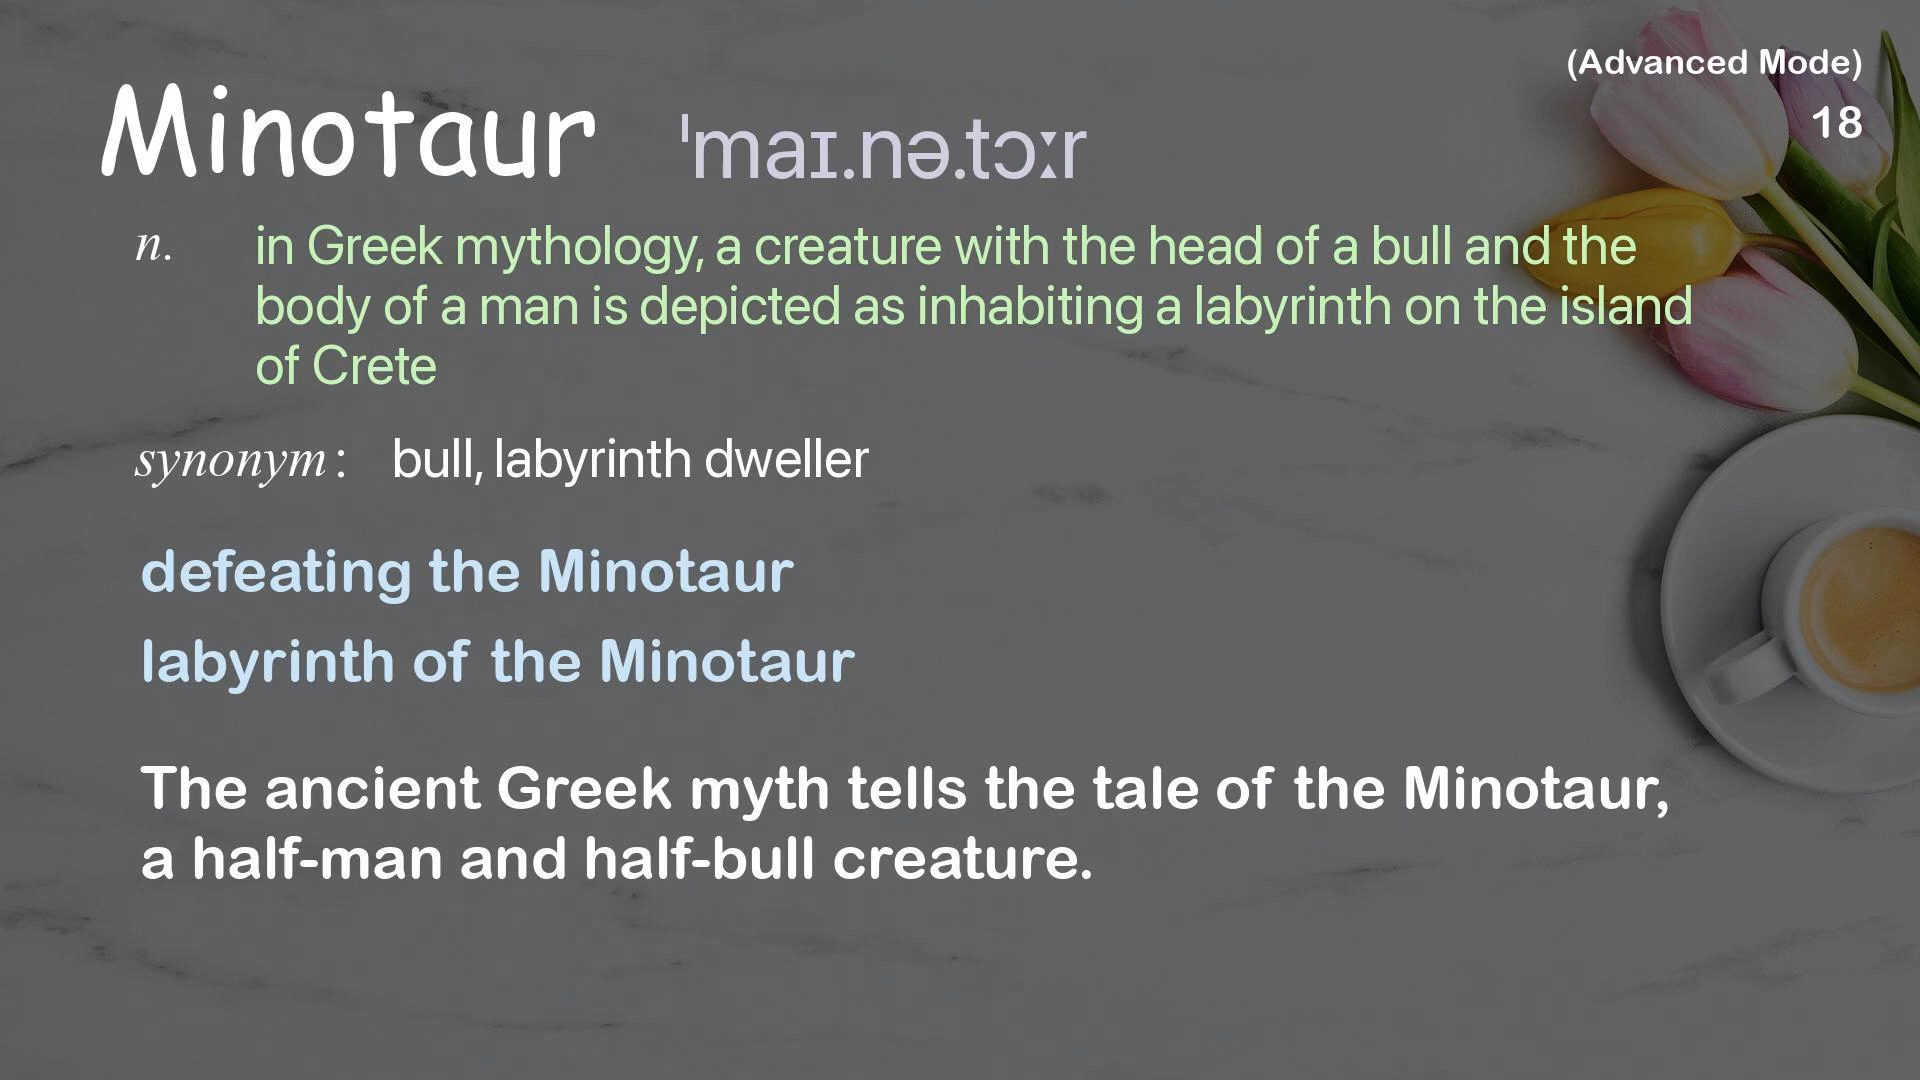 (Advanced Mode)
18
Minotaur ˈmaɪ.nə.tɔːr
n. in Greek mythology, a creature with the head of a bull and the
body of a man is depicted as inhabiting a labyrinth on the island
of Crete
synonym: bull, labyrinth dweller
defeating the Minotaur
labyrinth of the Minotaur
The ancient Greek myth tells the tale of the Minotaur,
a half-man and half-bull creature.